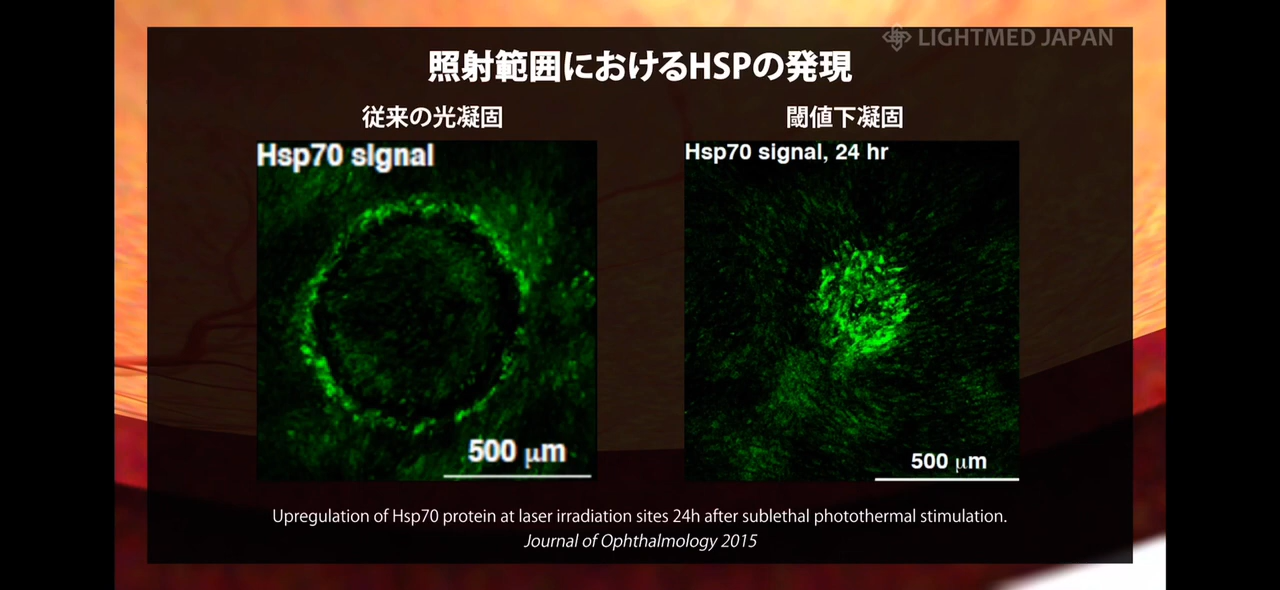 LIGHTMED JAPAN
照射範囲におけるHSPの発現
従来の光凝固
閾値下凝固
Hsp70 signal
Hsp70 signal, 24 hr
500 μm
500 μm
Upregulation of Hsp70 protein at laser irradiation sites 24h after sublethal photothermal stimulation.
Journal of Ophthalmology 2015